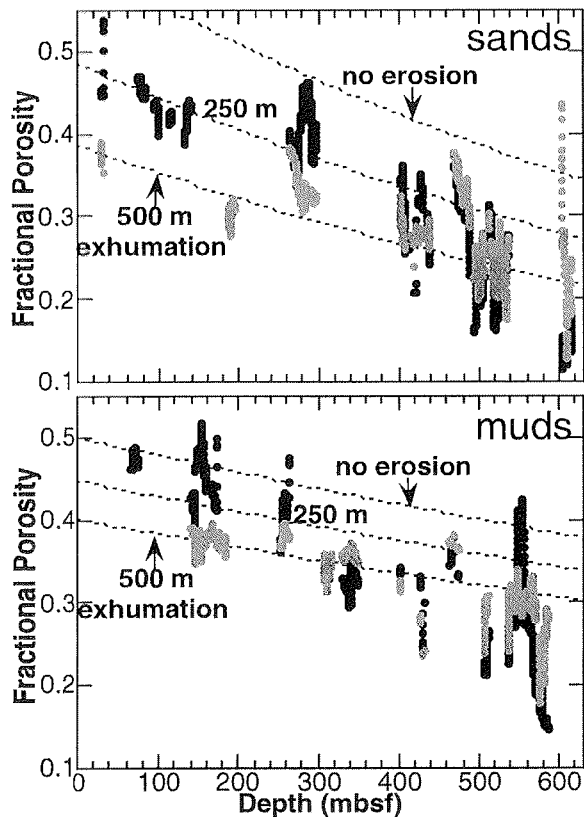 sands
no erosion
250 m
500 m
exhumation
Fractional Porosity
0.5
0.4
0.3
0.2
0.1
muds
no erosion
250 m
500 m
exhumation
Fractional Porosity
0.5
0.4
0.3
0.2
0.1
0 100 200 300 400 500 600
Depth (mbsf)